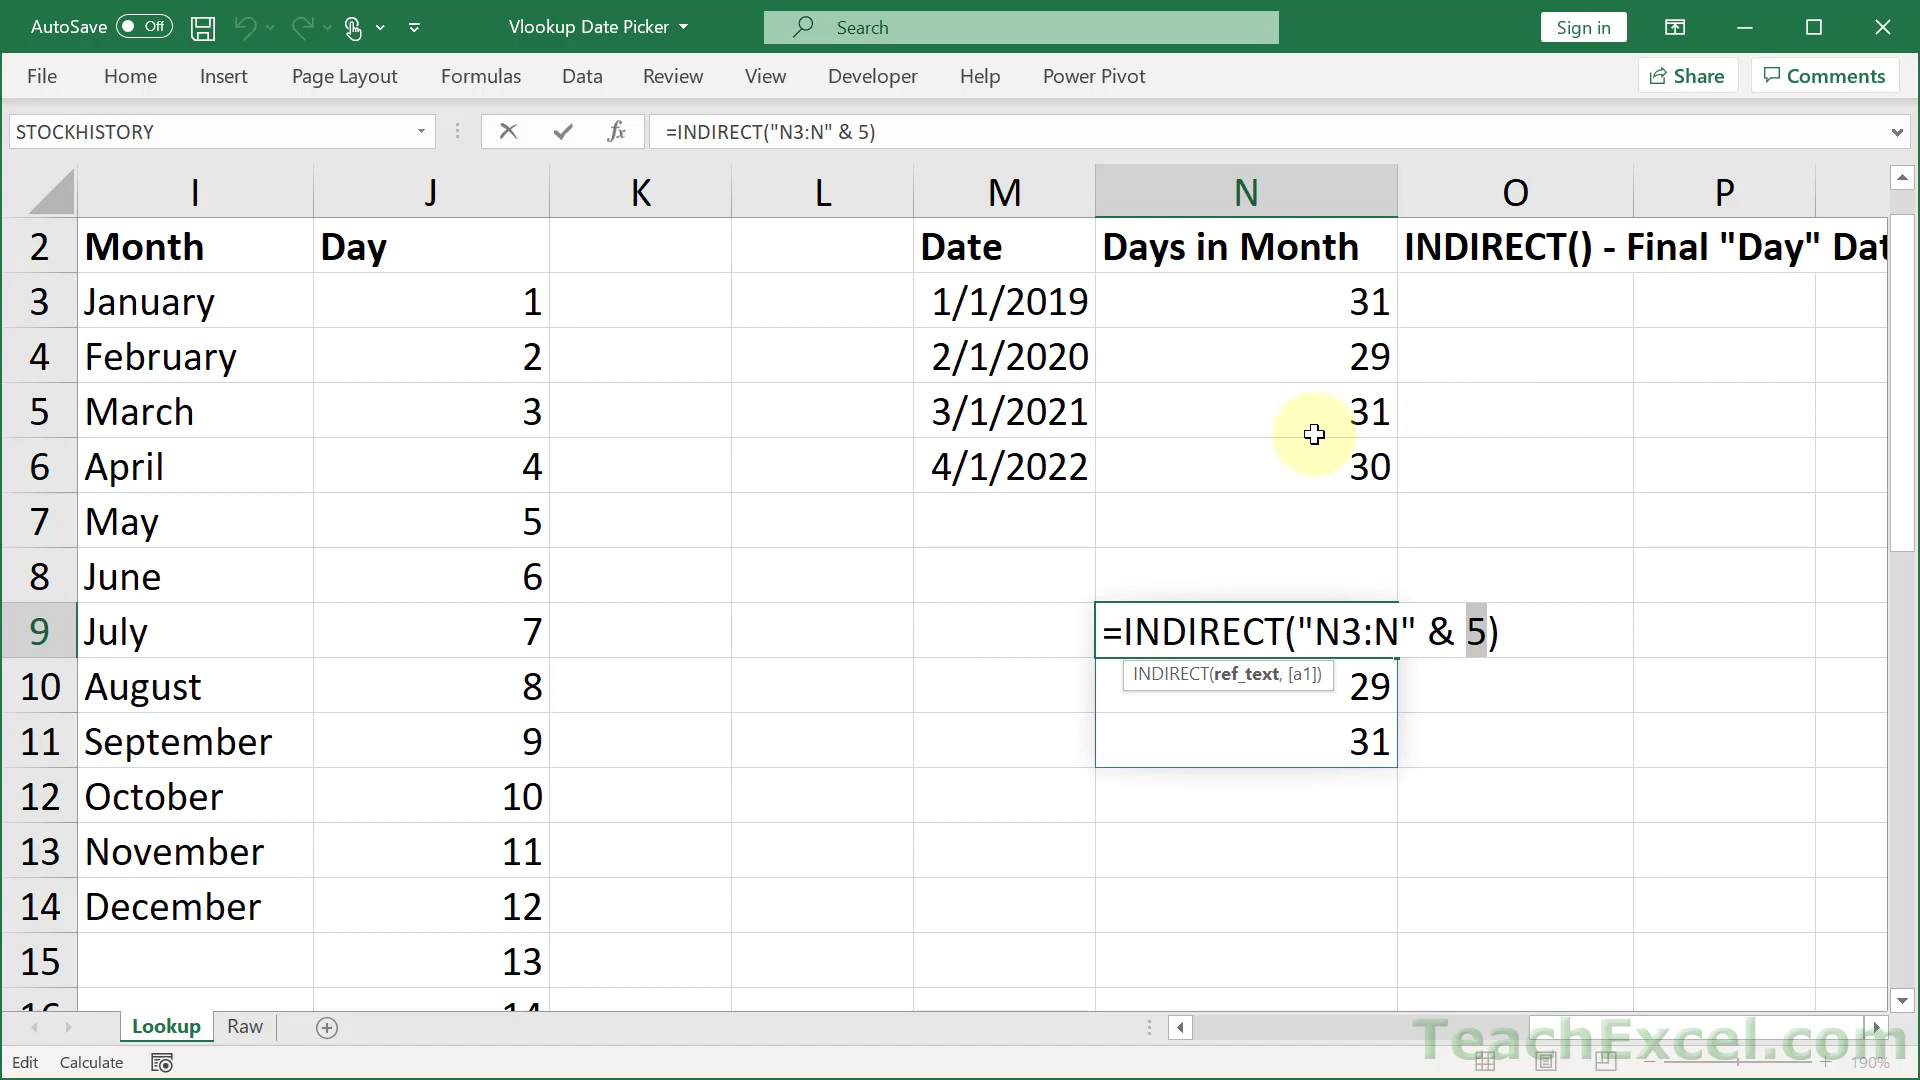 AutoSave Off Vlookup Date Picker Search Sign in
File Home Insert Page Layout Formulas Data Review View Developer Help Power Pivot Share Comments
STOCKHISTORY fx =INDIRECT("N3:N" & 5)
I J K L M N O P
2 Month Day Date Days in Month INDIRECT() - Final "Day" Dat
3 January 1 1/1/2019 31
4 February 2 2/1/2020 29
5 March 3 3/1/2021 31
6 April 4 4/1/2022 30
7 May 5
8 June 6
9 July 7 =INDIRECT("N3:N" & 5)
INDIRECT(ref_text, [a1])
10 August 8 29
11 September 9 31
12 October 10
13 November 11
14 December 12
15 13
16 14
Lookup Raw
TeachExcel.com
Edit Calculate 190%